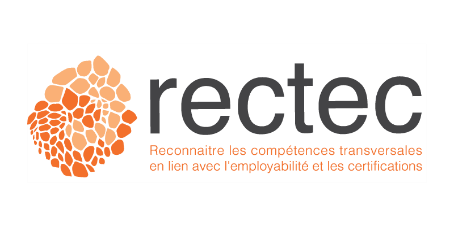 rectec
Reconnaitre les compétences transversales
en lien avec l'employabilité et les certifications